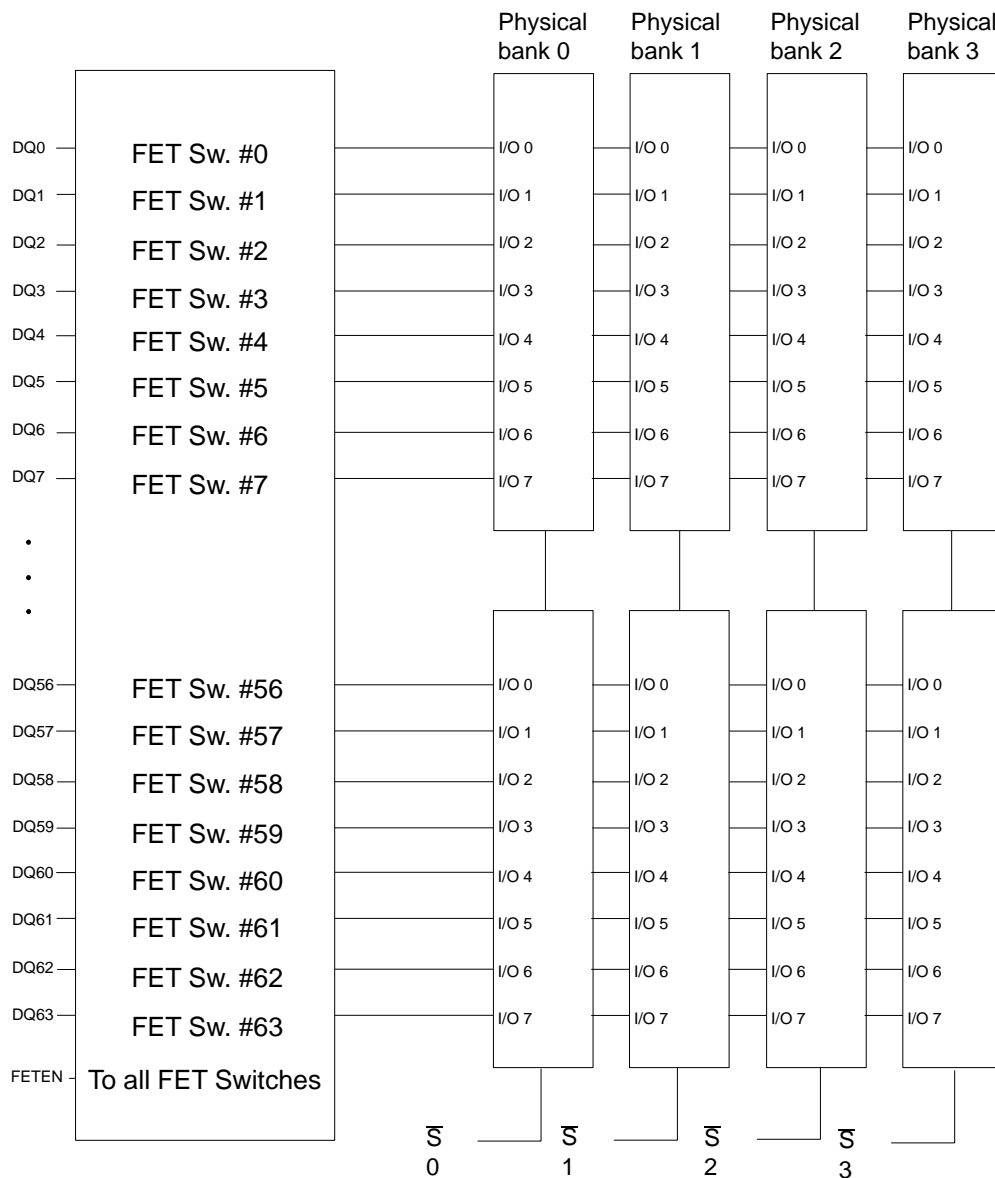 Physical bank 0
Physical bank 1
Physical bank 2
Physical bank 3
DQ0 FET Sw. #0 I/O 0 I/O 0 I/O 0 I/O 0
DQ1 FET Sw. #1 I/O 1 I/O 1 I/O 1 I/O 1
DQ2 FET Sw. #2 I/O 2 I/O 2 I/O 2 I/O 2
DQ3 FET Sw. #3 I/O 3 I/O 3 I/O 3 I/O 3
DQ4 FET Sw. #4 I/O 4 I/O 4 I/O 4 I/O 4
DQ5 FET Sw. #5 I/O 5 I/O 5 I/O 5 I/O 5
DQ6 FET Sw. #6 I/O 6 I/O 6 I/O 6 I/O 6
DQ7 FET Sw. #7 I/O 7 I/O 7 I/O 7 I/O 7
DQ56 FET Sw. #56 I/O 0 I/O 0 I/O 0 I/O 0
DQ57 FET Sw. #57 I/O 1 I/O 1 I/O 1 I/O 1
DQ58 FET Sw. #58 I/O 2 I/O 2 I/O 2 I/O 2
DQ59 FET Sw. #59 I/O 3 I/O 3 I/O 3 I/O 3
DQ60 FET Sw. #60 I/O 4 I/O 4 I/O 4 I/O 4
DQ61 FET Sw. #61 I/O 5 I/O 5 I/O 5 I/O 5
DQ62 FET Sw. #62 I/O 6 I/O 6 I/O 6 I/O 6
DQ63 FET Sw. #63 I/O 7 I/O 7 I/O 7 I/O 7
FETEN To all FET Switches
S̅ S̅ S̅ S̅
0 1 2 3